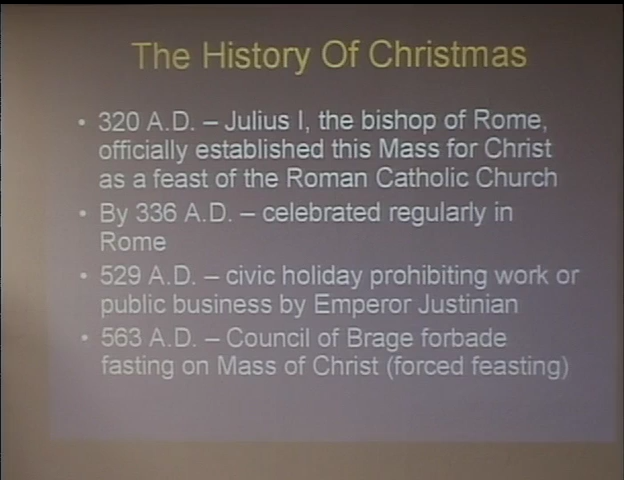 The History Of Christmas
• 320 A.D. – Julius I, the bishop of Rome,
officially established this Mass for Christ
as a feast of the Roman Catholic Church
• By 336 A.D. – celebrated regularly in
Rome
• 529 A.D. – civic holiday prohibiting work or
public business by Emperor Justinian
• 563 A.D. – Council of Brage forbade
fasting on Mass of Christ (forced feasting)